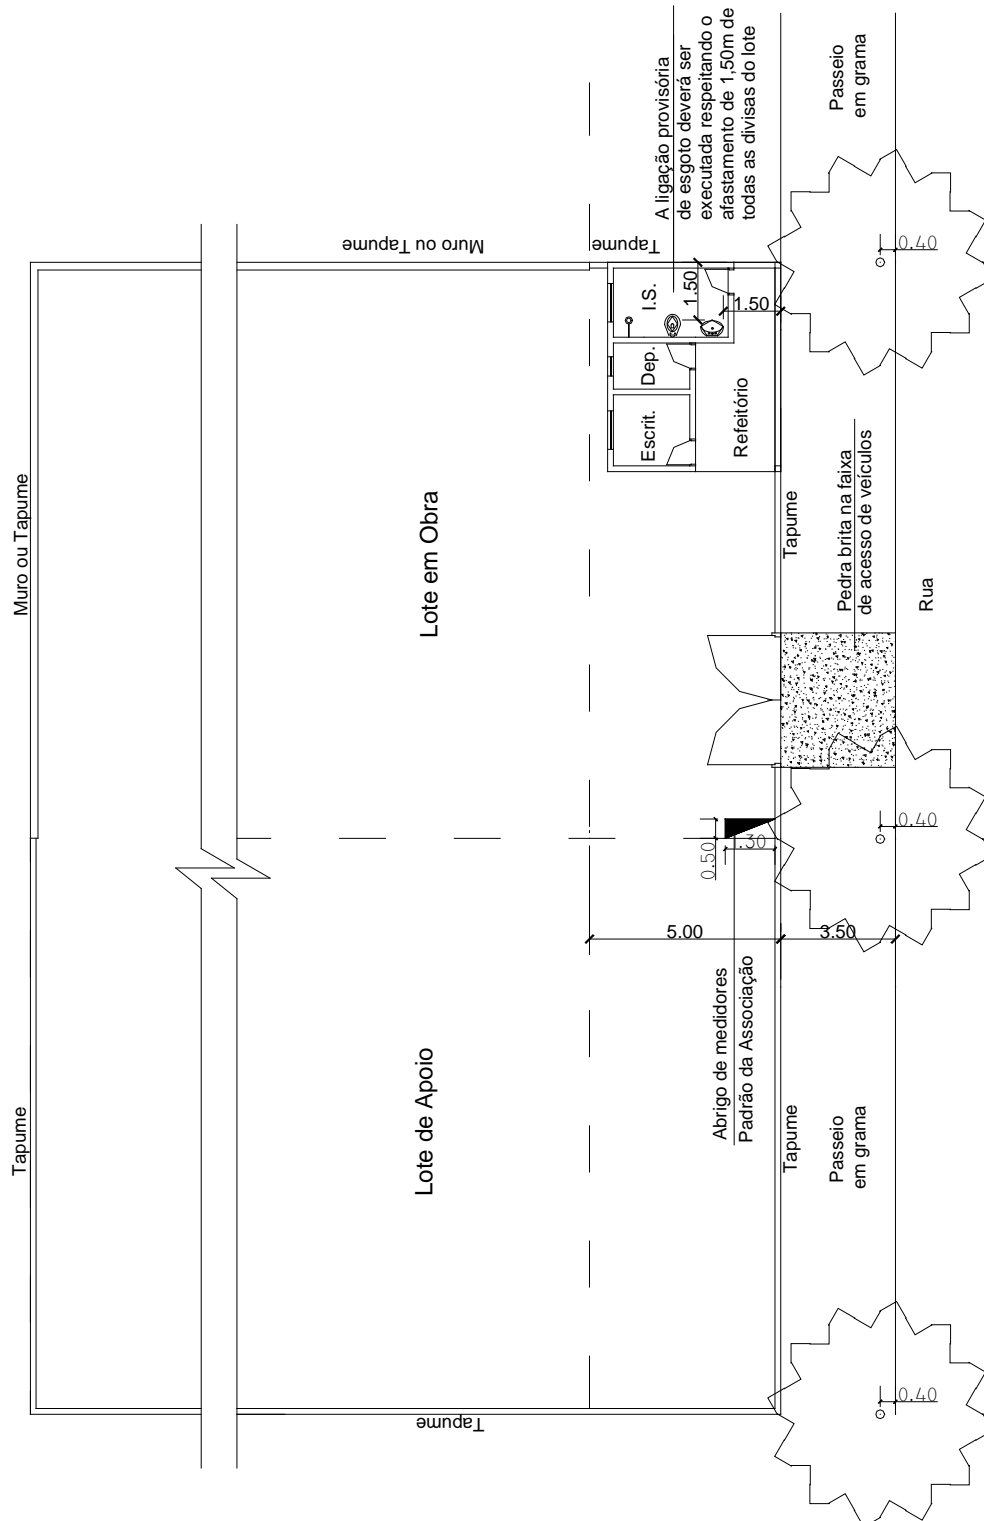 Tapume
Muro ou Tapume
Tapume
Muro ou Tapume
Tapume
Lote de Apoio
Lote em Obra
A ligação provisória
de esgoto deverá ser
executada respeitando o
afastamento de 1,50m de
todas as divisas do lote
Escrit.
Dep.
I.S.
1.50
1.50
Refeitório
0.50
.30
5.00
3.50
Abrigo de medidores
Padrão da Associação
Tapume
Tapume
Passeio
em grama
Pedra brita na faixa
de acesso de veículos
Passeio
em grama
0.40
0.40
0.40
Rua